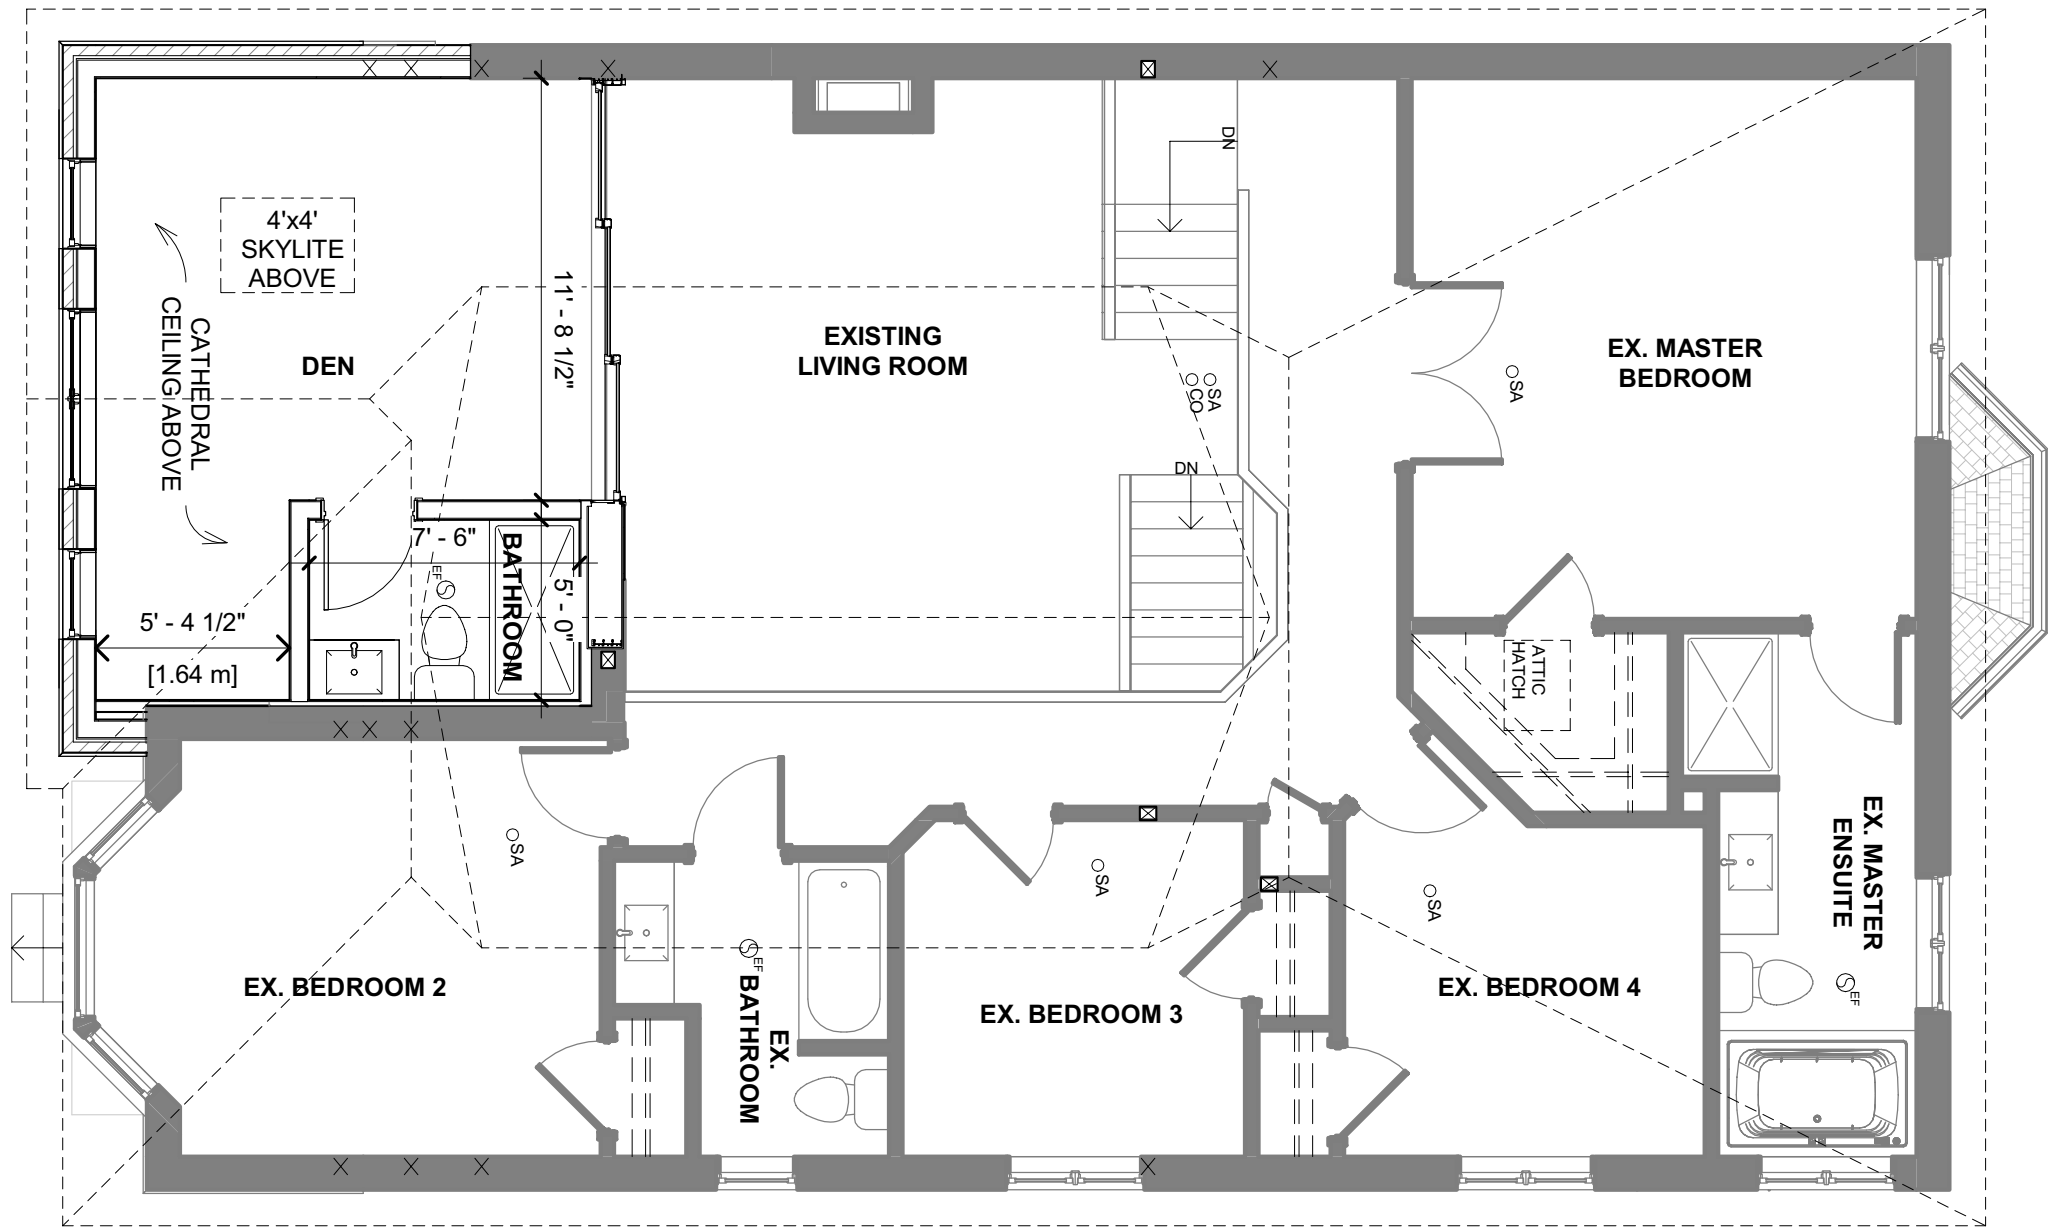 4'x4'
SKYLITE
ABOVE
CATHEDRAL
CEILING ABOVE
DEN
11' - 8 1/2"
EXISTING
LIVING ROOM
DN
SA
CO
DN
EX. MASTER
BEDROOM
SA
7' - 6"
EF
BATHROOM
5' - 0"
5' - 4 1/2"
[1.64 m]
ATTIC
HATCH
SA
SA
SA
EX. MASTER
ENSUITE
EF
EX. BEDROOM 2
EF
EX.
BATHROOM
EX. BEDROOM 3
EX. BEDROOM 4